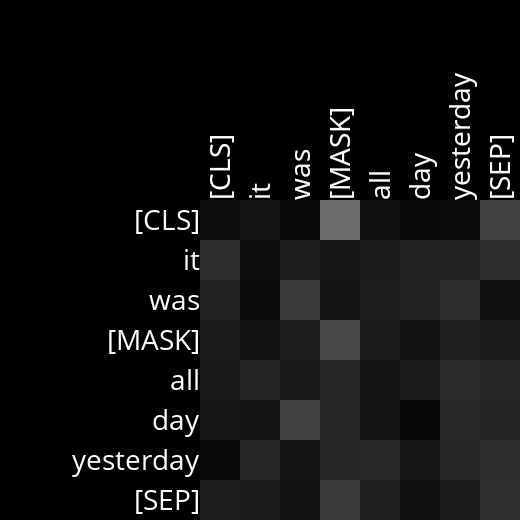 [CLS]
it
was
[MASK]
all
day
yesterday
[SEP]
[CLS]
it
was
[MASK]
all
day
yesterday
[SEP]